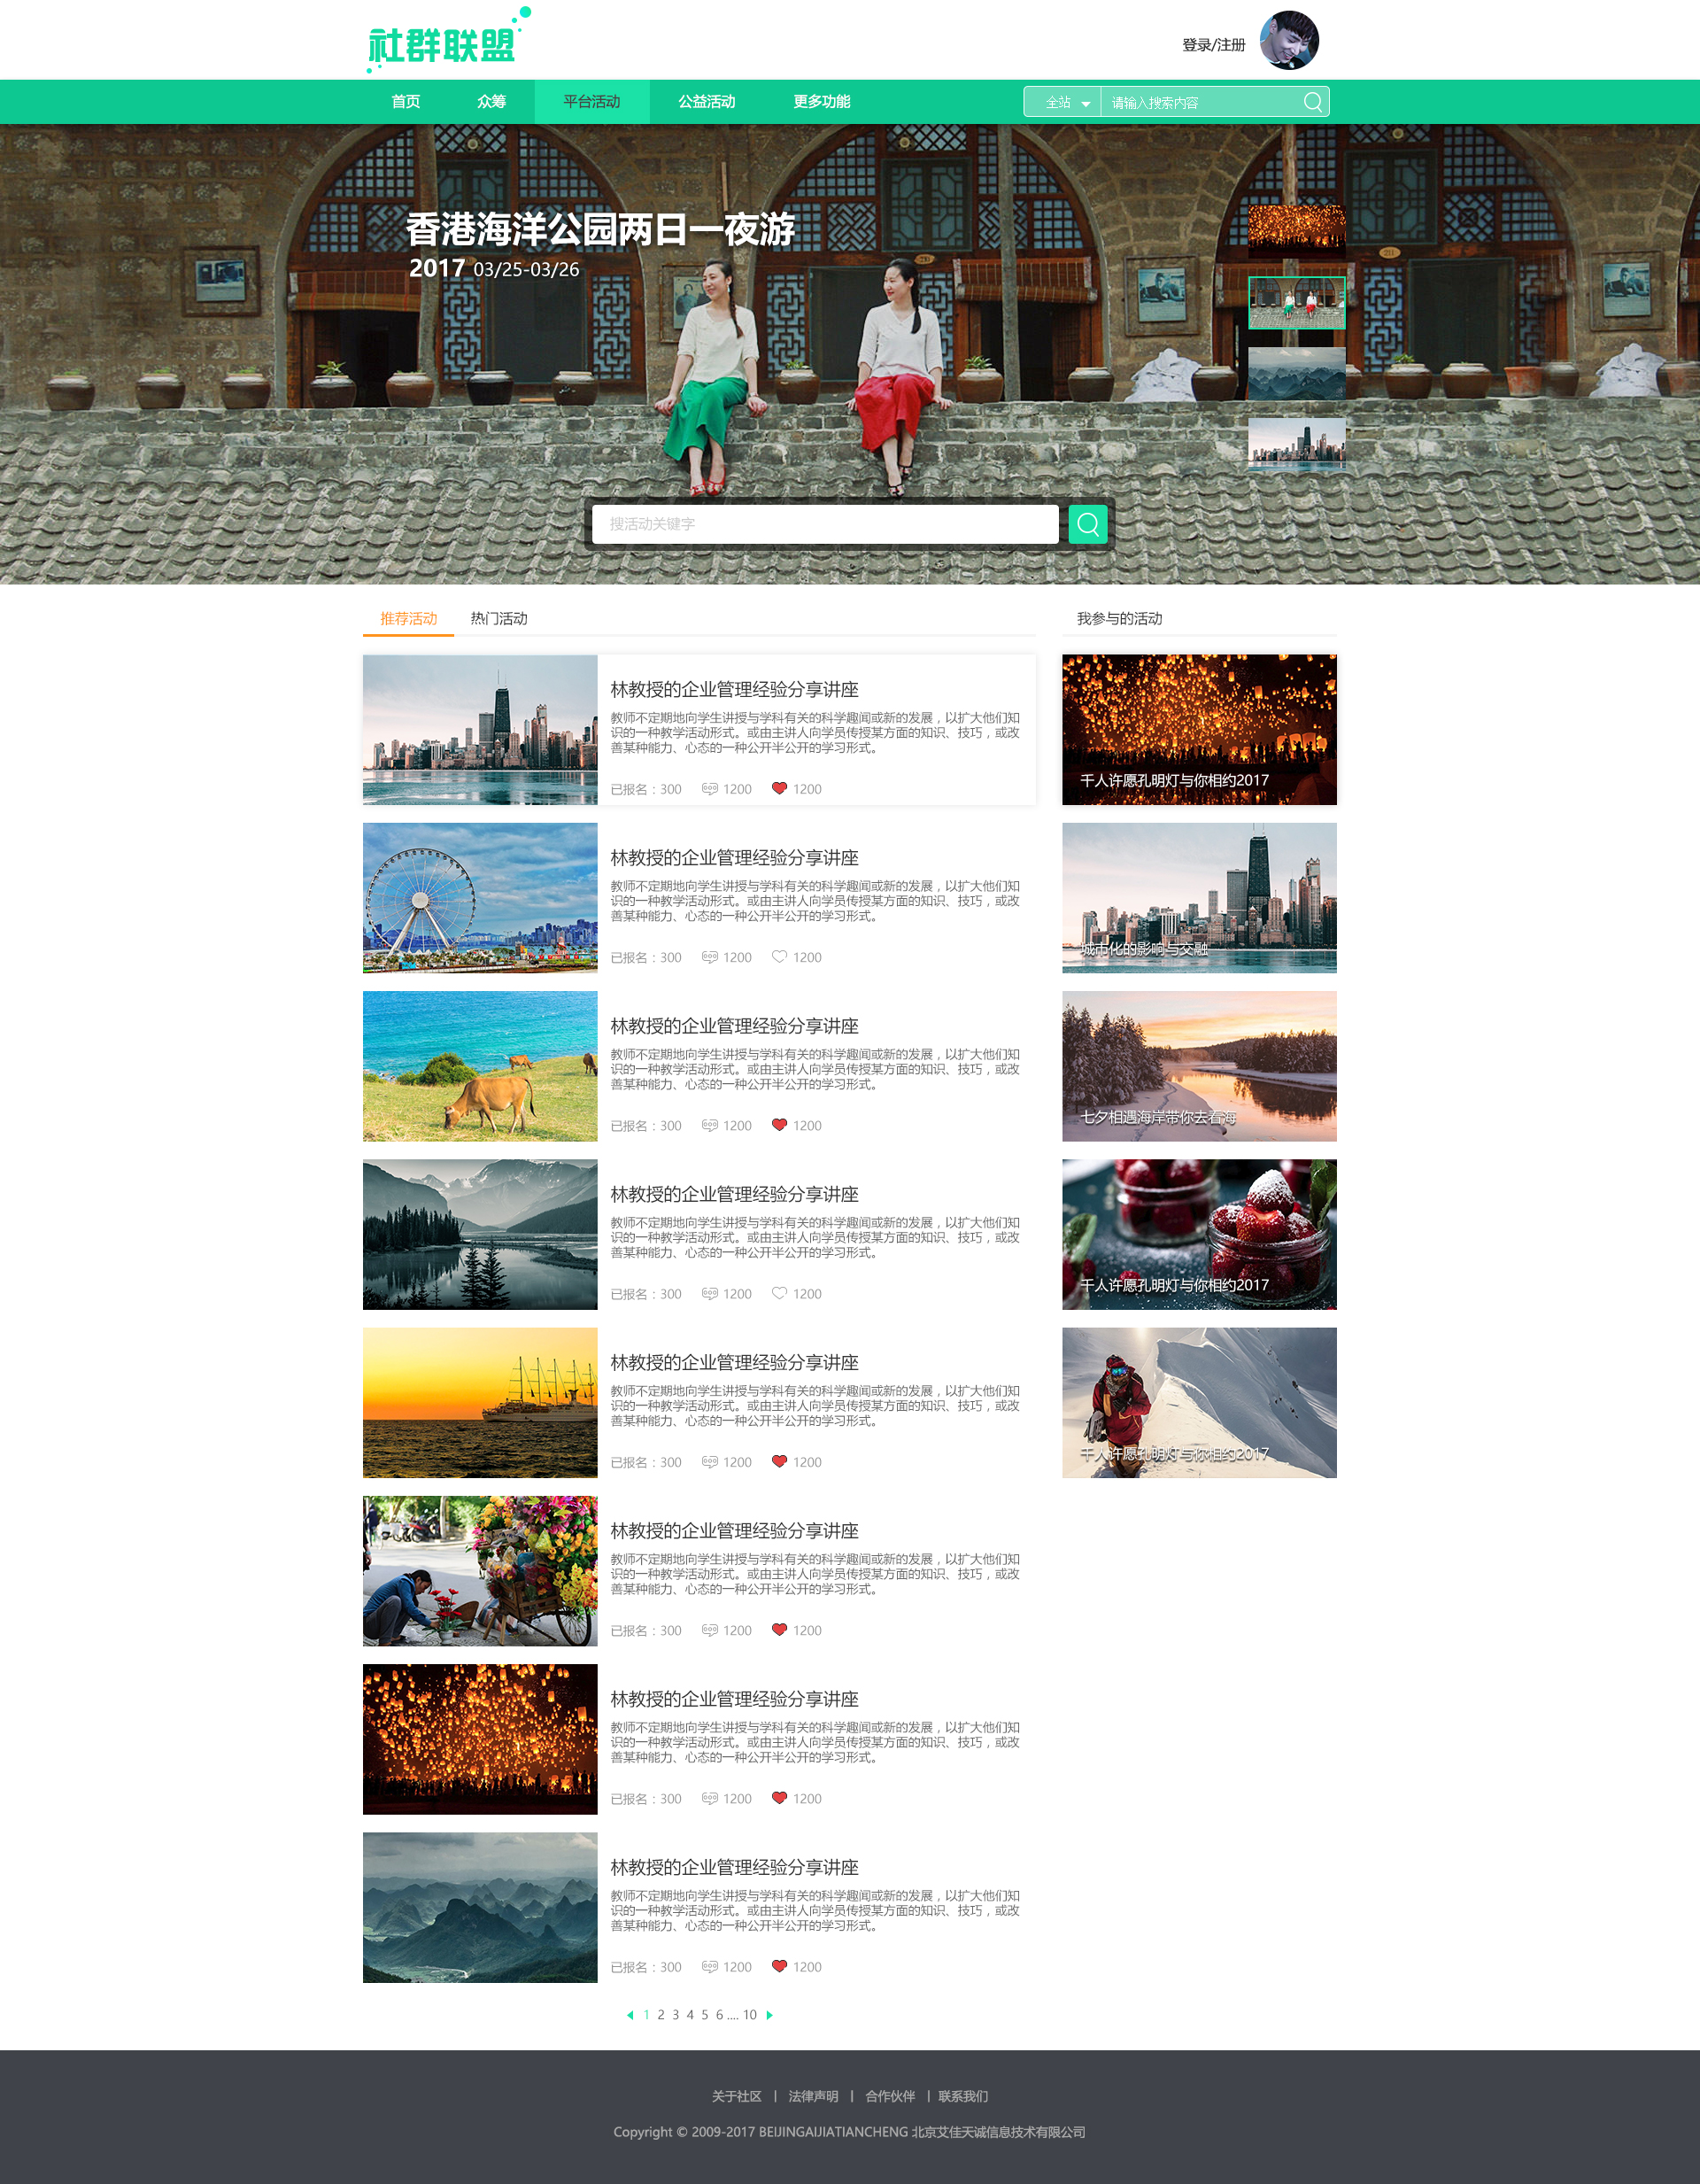 社群联盟
登录/注册
首页 众筹 平台活动 公益活动 更多功能 全站 请输入搜索内容
香港海洋公园两日一夜游
2017 03/25-03/26
搜活动关键字
推荐活动 热门活动 我参与的活动
林教授的企业管理经验分享讲座
教师不定期地向学生讲授与学科有关的科学趣闻或新的发展，以扩大他们知
识的一种教学活动形式。或由主讲人向学员传授某方面的知识、技巧，或改
善某种能力、心态的一种公开半公开的学习形式。
已报名：300 1200 1200
千人许愿孔明灯与你相约2017
林教授的企业管理经验分享讲座
教师不定期地向学生讲授与学科有关的科学趣闻或新的发展，以扩大他们知
识的一种教学活动形式。或由主讲人向学员传授某方面的知识、技巧，或改
善某种能力、心态的一种公开半公开的学习形式。
已报名：300 1200 1200
城市化的影响与交融
林教授的企业管理经验分享讲座
教师不定期地向学生讲授与学科有关的科学趣闻或新的发展，以扩大他们知
识的一种教学活动形式。或由主讲人向学员传授某方面的知识、技巧，或改
善某种能力、心态的一种公开半公开的学习形式。
已报名：300 1200 1200
七夕相遇海岸带你去看海
林教授的企业管理经验分享讲座
教师不定期地向学生讲授与学科有关的科学趣闻或新的发展，以扩大他们知
识的一种教学活动形式。或由主讲人向学员传授某方面的知识、技巧，或改
善某种能力、心态的一种公开半公开的学习形式。
已报名：300 1200 1200
千人许愿孔明灯与你相约2017
林教授的企业管理经验分享讲座
教师不定期地向学生讲授与学科有关的科学趣闻或新的发展，以扩大他们知
识的一种教学活动形式。或由主讲人向学员传授某方面的知识、技巧，或改
善某种能力、心态的一种公开半公开的学习形式。
已报名：300 1200 1200
千人许愿孔明灯与你相约2017
林教授的企业管理经验分享讲座
教师不定期地向学生讲授与学科有关的科学趣闻或新的发展，以扩大他们知
识的一种教学活动形式。或由主讲人向学员传授某方面的知识、技巧，或改
善某种能力、心态的一种公开半公开的学习形式。
已报名：300 1200 1200
林教授的企业管理经验分享讲座
教师不定期地向学生讲授与学科有关的科学趣闻或新的发展，以扩大他们知
识的一种教学活动形式。或由主讲人向学员传授某方面的知识、技巧，或改
善某种能力、心态的一种公开半公开的学习形式。
已报名：300 1200 1200
林教授的企业管理经验分享讲座
教师不定期地向学生讲授与学科有关的科学趣闻或新的发展，以扩大他们知
识的一种教学活动形式。或由主讲人向学员传授某方面的知识、技巧，或改
善某种能力、心态的一种公开半公开的学习形式。
已报名：300 1200 1200
1 2 3 4 5 6 .... 10
关于社区 | 法律声明 | 合作伙伴 | 联系我们
Copyright © 2009-2017 BEIJINGAIJIATIANCHENG 北京艾佳天诚信息技术有限公司